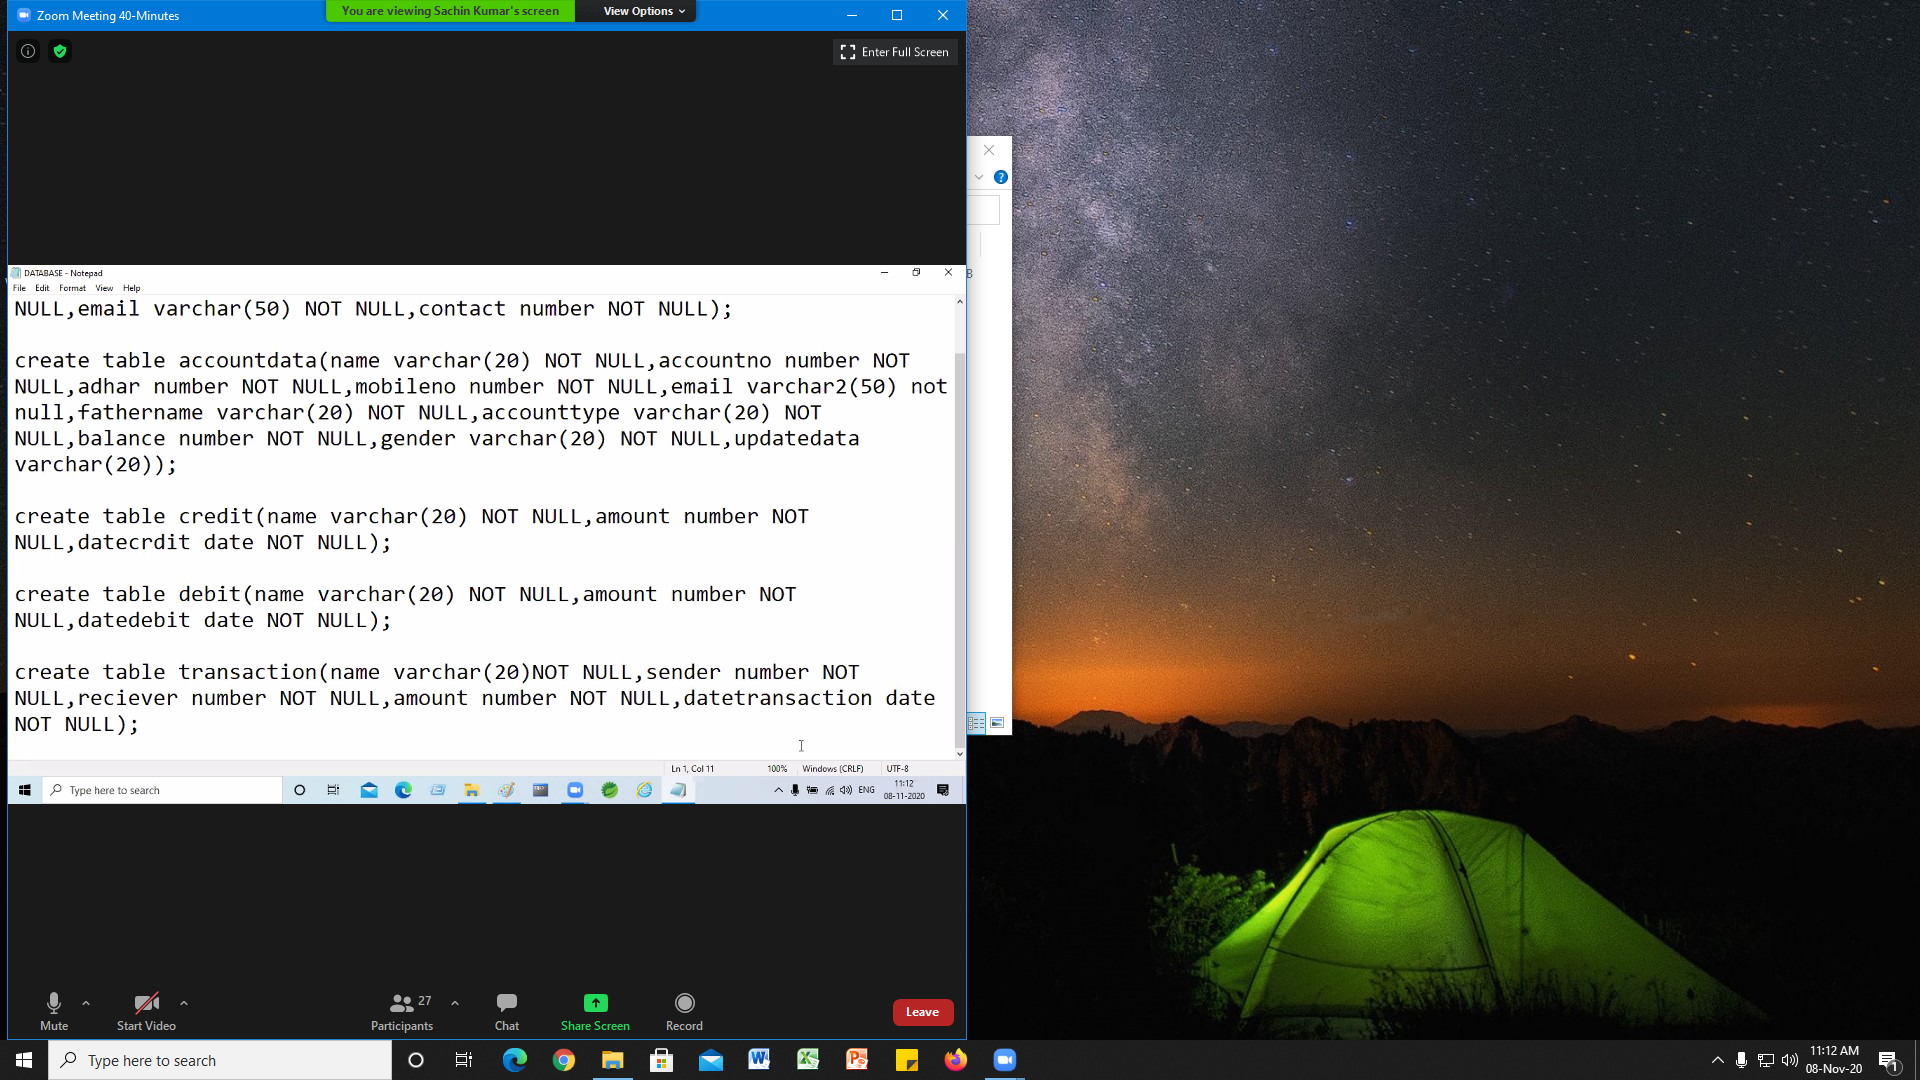 Zoom Meeting 40-Minutes
You are viewing Sachin Kumar's screen
View Options
Enter Full Screen
DATABASE - Notepad
File Edit Format View Help
NULL,email varchar(50) NOT NULL,contact number NOT NULL);
create table accountdata(name varchar(20) NOT NULL,accountno number NOT
NULL,adhar number NOT NULL,mobileno number NOT NULL,email varchar2(50) not
null,fathername varchar(20) NOT NULL,accounttype varchar(20) NOT
NULL,balance number NOT NULL,gender varchar(20) NOT NULL,updatedata
varchar(20));
create table credit(name varchar(20) NOT NULL,amount number NOT
NULL,datecrdit date NOT NULL);
create table debit(name varchar(20) NOT NULL,amount number NOT
NULL,datedebit date NOT NULL);
create table transaction(name varchar(20)NOT NULL,sender number NOT
NULL,reciever number NOT NULL,amount number NOT NULL,datetransaction date
NOT NULL);
Ln 1, Col 11 100% Windows (CRLF) UTF-8
Type here to search
ENG
11:12
08-11-2020
27
Mute
Start Video
Participants
Chat
Share Screen
Record
Leave
Type here to search
11:12 AM
08-Nov-20
1